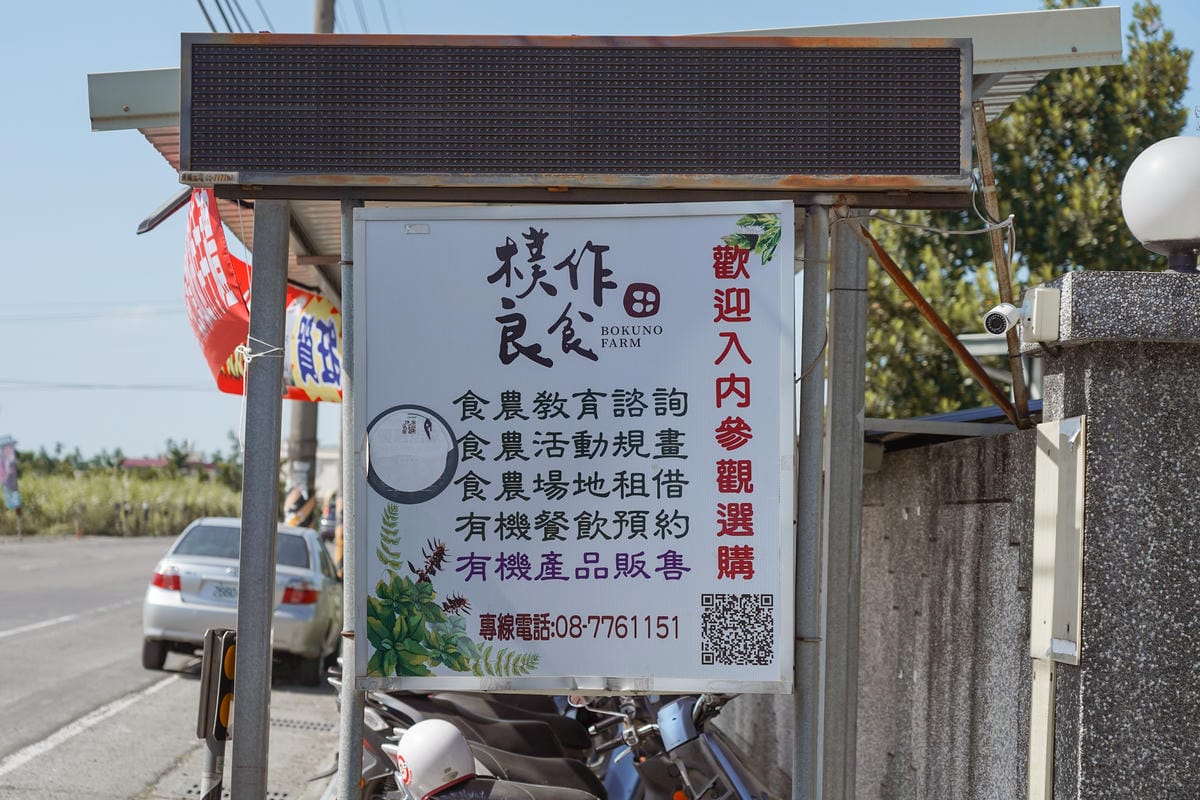 樸作
良食
BOKUNO
FARM
歡迎入內參觀選購
食農教育諮詢
食農活動規畫
食農場地租借
有機餐飲預約
有機產品販售
專線電話:08-7761151